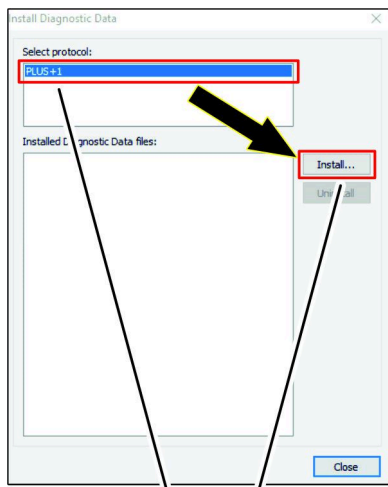 Install Diagnostic Data
Select protocol:
PLUS+1
Installed Diagnostic Data files:
Install...
Uninstall
Close